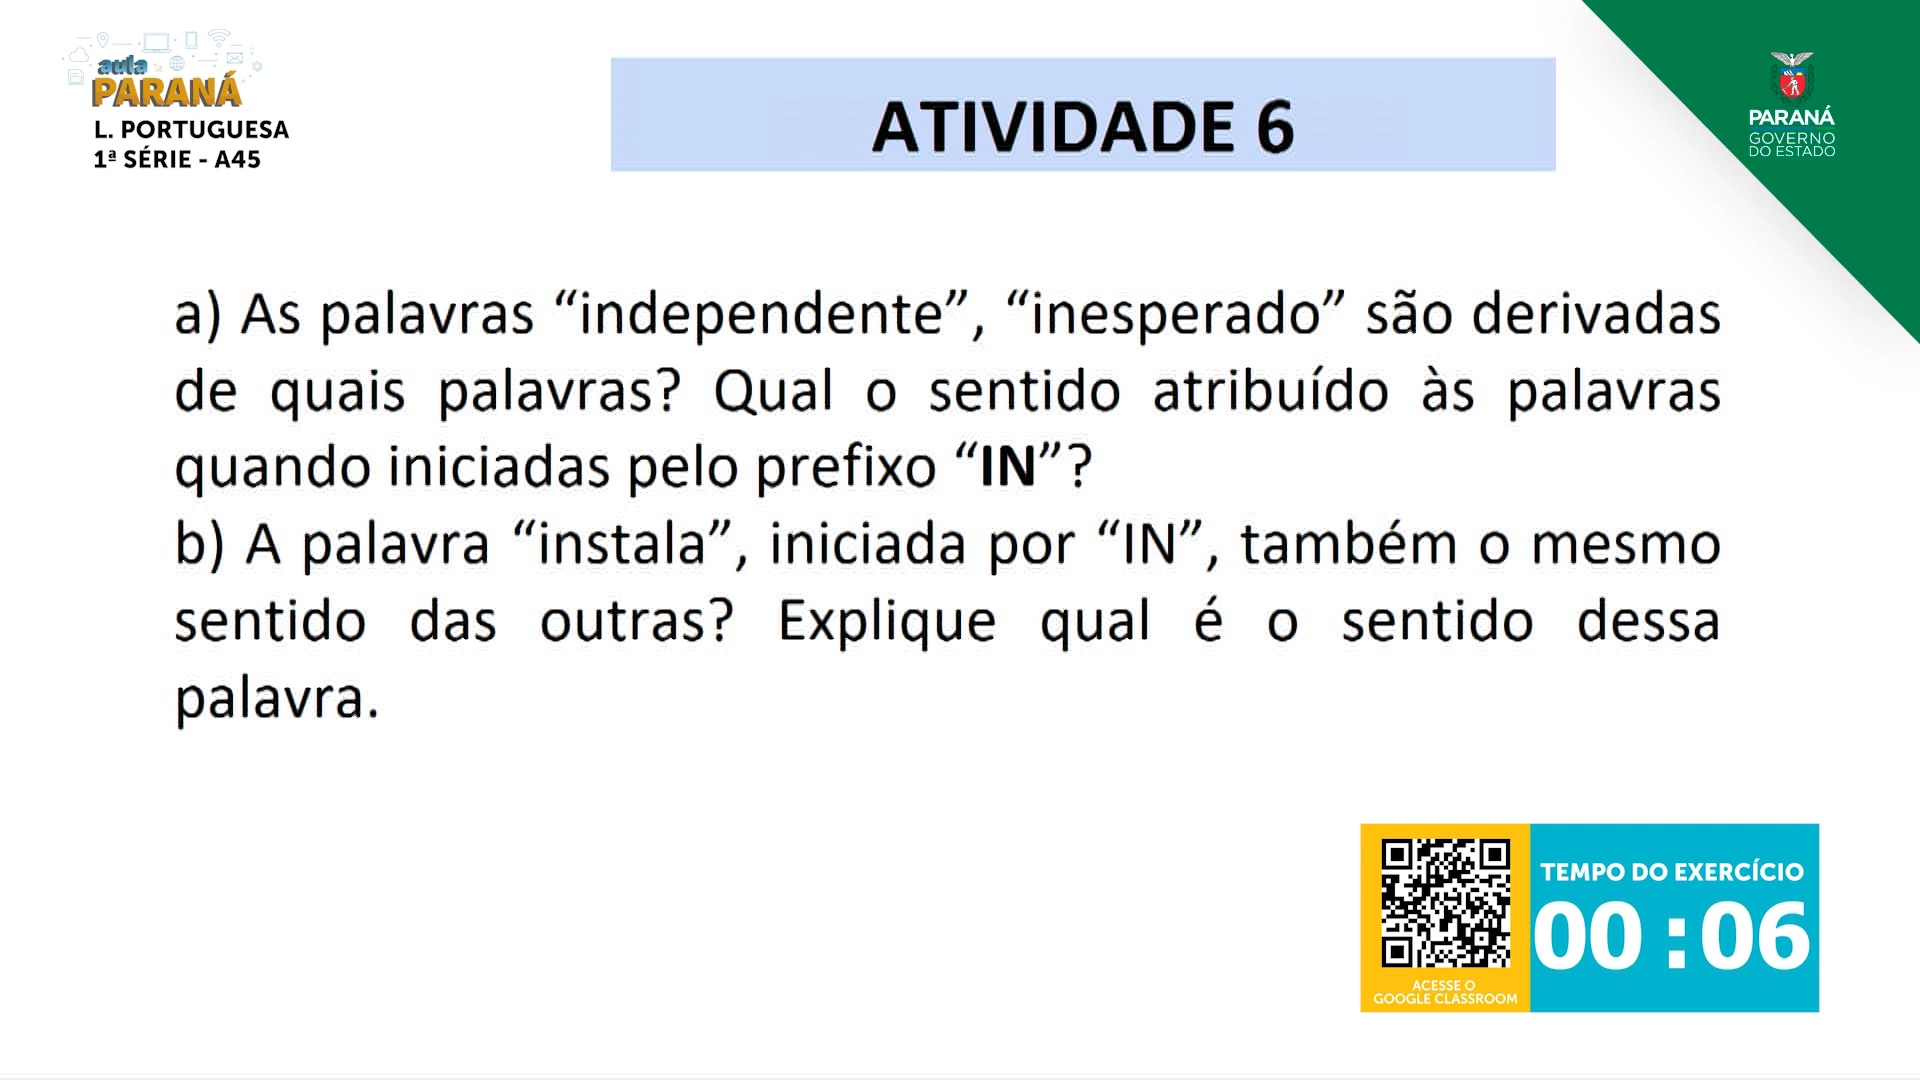 aula
PARANÁ
L. PORTUGUESA
1ª SÉRIE - A45
ATIVIDADE 6
PARANÁ
GOVERNO
DO ESTADO
a) As palavras “independente”, “inesperado” são derivadas
de quais palavras? Qual o sentido atribuído às palavras
quando iniciadas pelo prefixo “IN”?
b) A palavra “instala”, iniciada por “IN”, também o mesmo
sentido das outras? Explique qual é o sentido dessa
palavra.
ACESSE O
GOOGLE CLASSROOM
TEMPO DO EXERCÍCIO
00 : 06